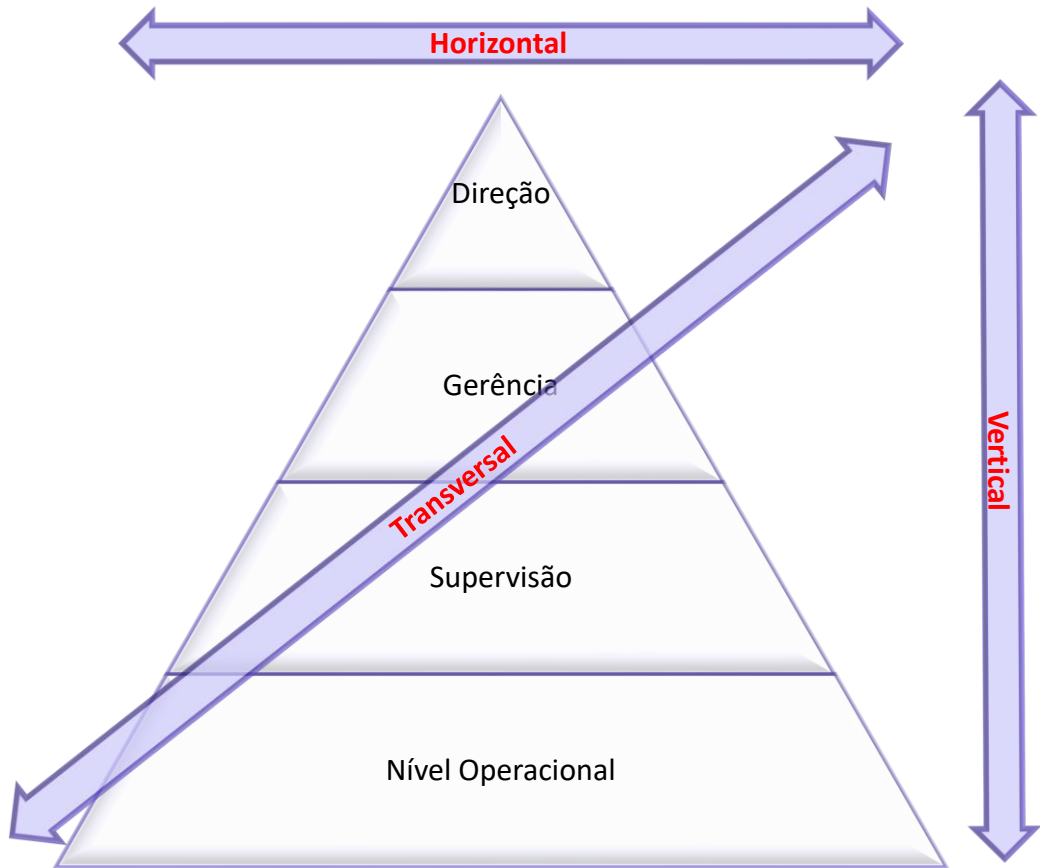 Horizontal
Direção
Gerência
Transversal
Vertical
Supervisão
Nível Operacional